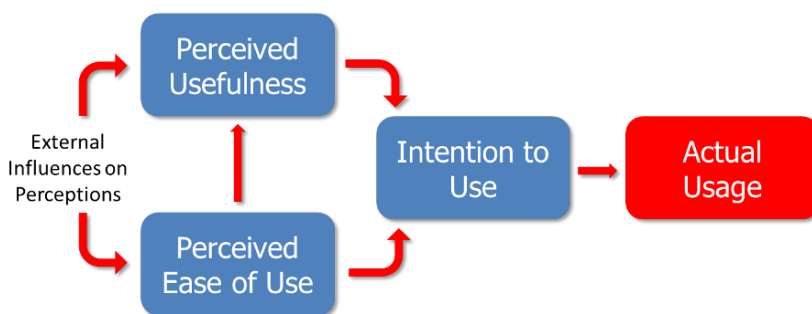 Perceived
Usefulness
External
Influences on
Perceptions
Intention to
Use
Actual
Usage
Perceived
Ease of Use